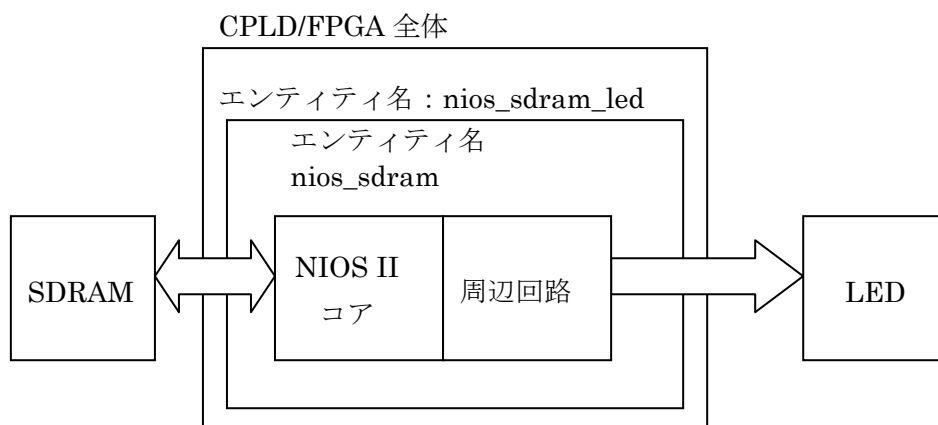 CPLD/FPGA 全体
エンティティ名：nios_sdram_led
エンティティ名
nios_sdram
SDRAM
NIOS II
コア
周辺回路
LED